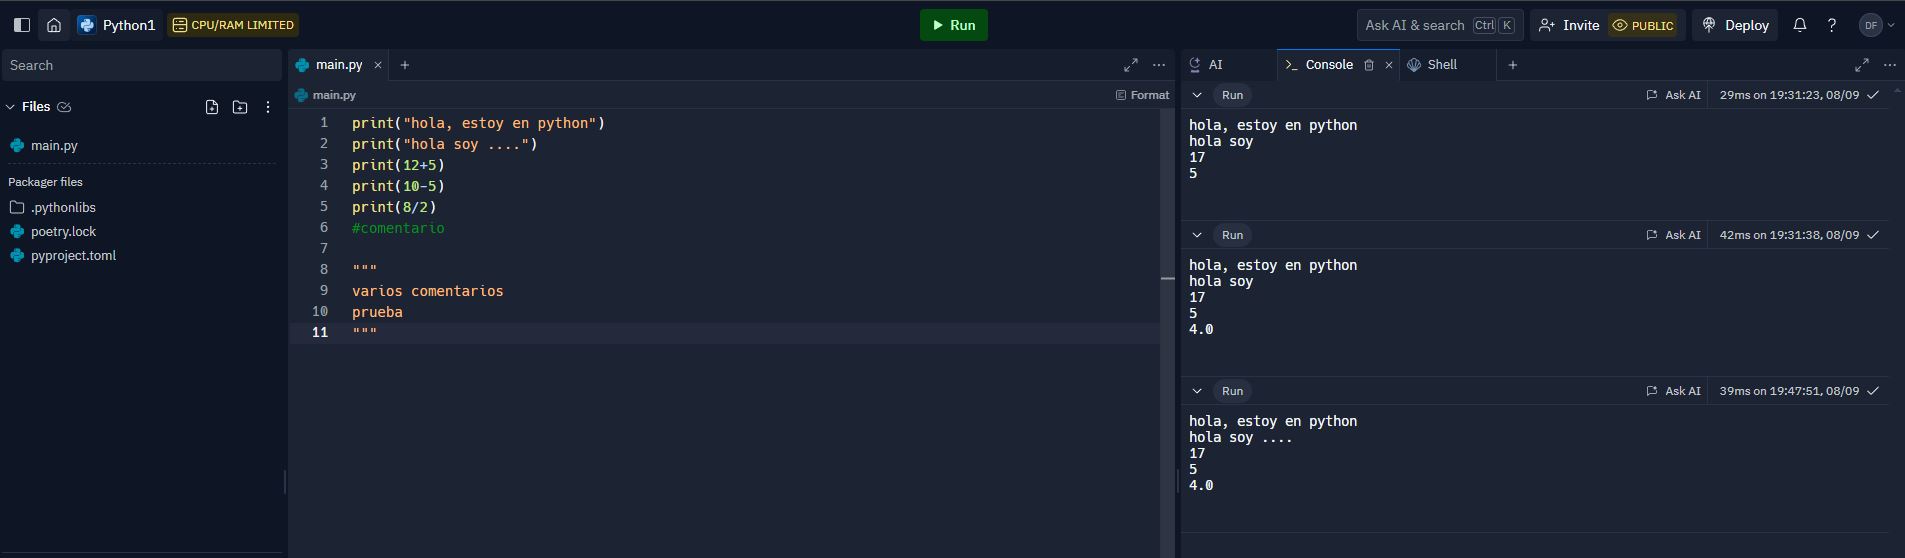 Python1 CPU/RAM LIMITED Run Ask AI & search Ctrl K Invite PUBLIC Deploy DF
Search
Files
main.py
Packager files
.pythonlibs
poetry.lock
pyproject.toml
main.py
main.py Format
1 print("hola, estoy en python")
2 print("hola soy ....")
3 print(12+5)
4 print(10-5)
5 print(8/2)
6 #comentario
7
8 """
9 varios comentarios
10 prueba
11 """
AI Console Shell
Run Ask AI 29ms on 19:31:23, 08/09
hola, estoy en python
hola soy
17
5
Run Ask AI 42ms on 19:31:38, 08/09
hola, estoy en python
hola soy
17
5
4.0
Run Ask AI 39ms on 19:47:51, 08/09
hola, estoy en python
hola soy ....
17
5
4.0